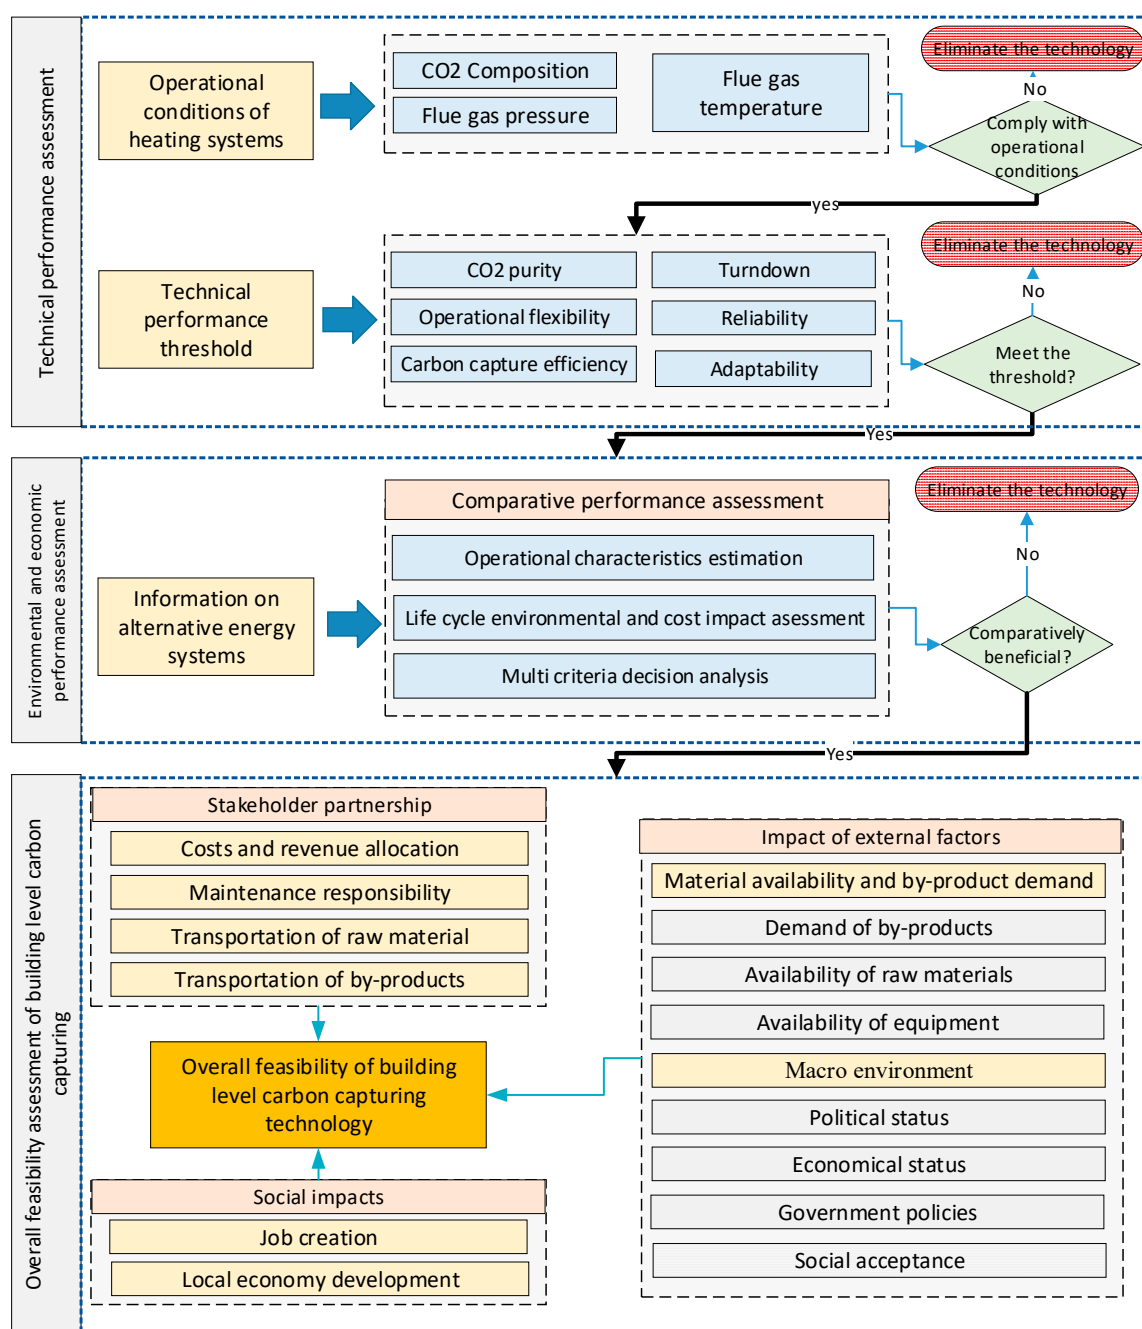 Technical performance assessment
Operational
conditions of
heating systems
CO2 Composition
Flue gas pressure
Flue gas
temperature
Eliminate the technology
No
Comply with
operational
conditions
yes
Technical
performance
threshold
CO2 purity
Operational flexibility
Carbon capture efficiency
Turndown
Reliability
Adaptability
Eliminate the technology
No
Meet the
threshold?
Yes
Environmental and economic
performance assessment
Information on
alternative energy
systems
Comparative performance assessment
Operational characteristics estimation
Life cycle environmental and cost impact asessment
Multi criteria decision analysis
Eliminate the technology
No
Comparatively
beneficial?
Yes
Overall feasibility assessment of building level carbon
capturing
Stakeholder partnership
Costs and revenue allocation
Maintenance responsibility
Transportation of raw material
Transportation of by-products
Overall feasibility of building
level carbon capturing
technology
Social impacts
Job creation
Local economy development
Impact of external factors
Material availability and by-product demand
Demand of by-products
Availability of raw materials
Availability of equipment
Macro environment
Political status
Economical status
Government policies
Social acceptance